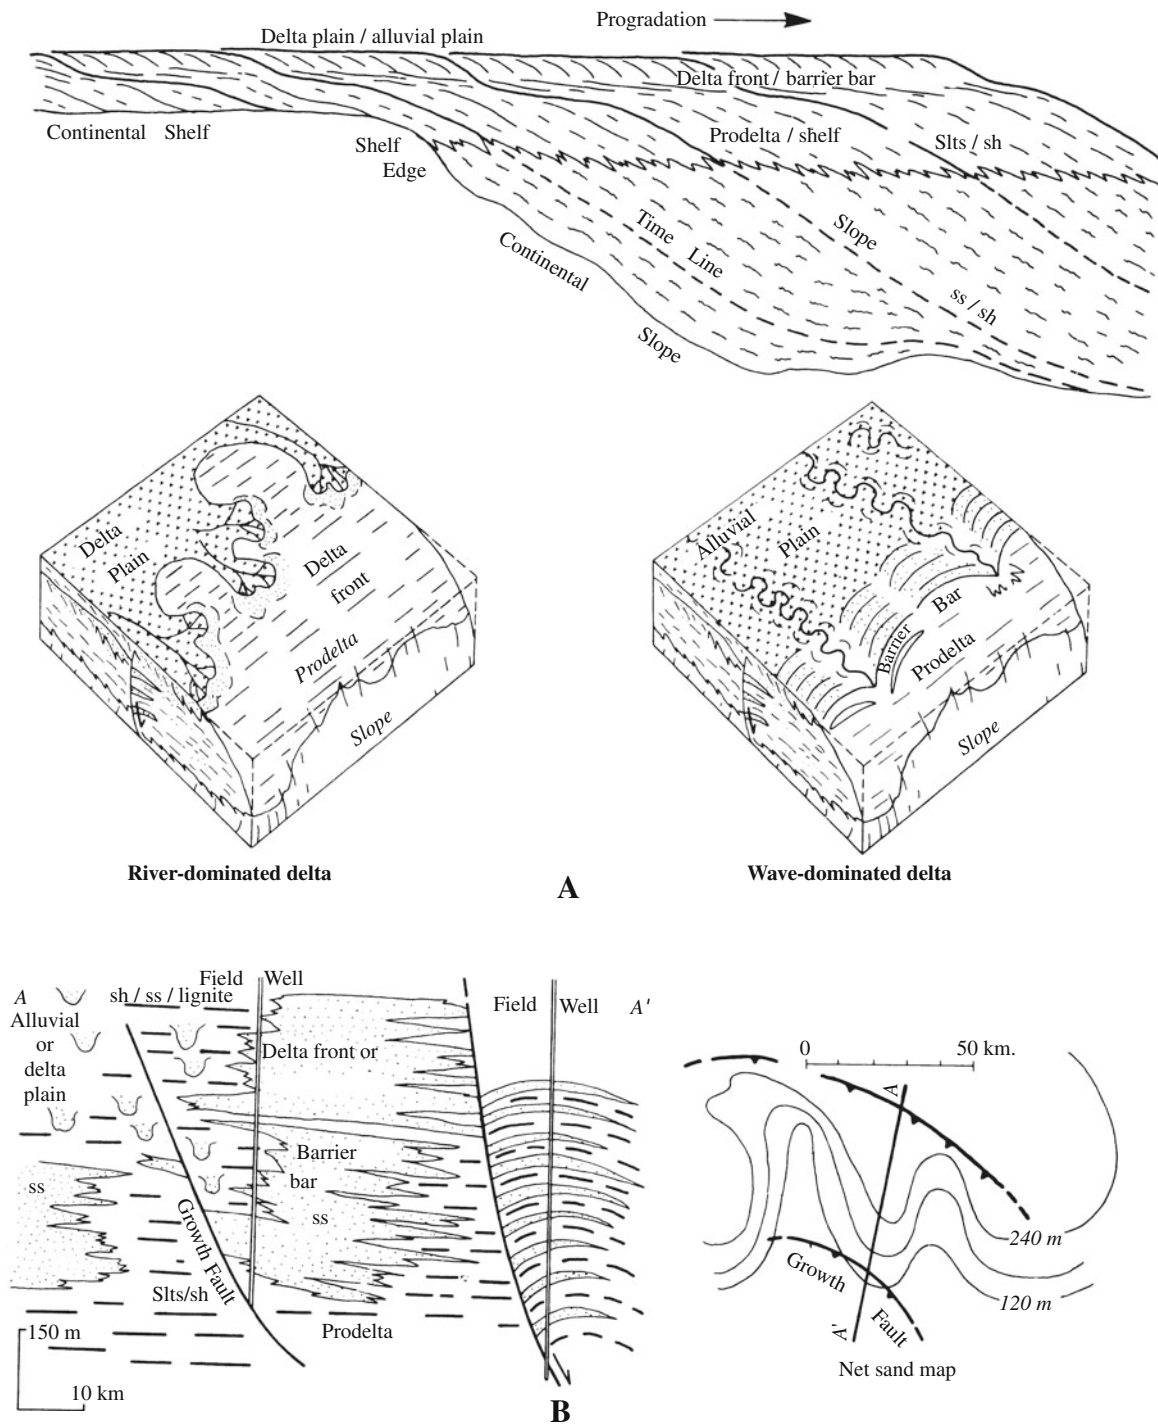 Progradation
Delta plain / alluvial plain
Delta front / barrier bar
Continental Shelf
Prodelta / shelf
Slts / sh
Shelf
Edge
Time
Line
Slope
Continental
Slope
ss / sh
Delta
Plain
Delta
front
Prodelta
Slope
Alluvial
Plain
Bar
Barrier
Prodelta
Slope
River-dominated delta
Wave-dominated delta
A
Field Well
A
sh / ss / lignite
Alluvial
or
delta
plain
Delta front or
Barrier
bar
ss
ss
Growth Fault
Slts/sh
Prodelta
150 m
10 km
Field Well
A'
B
0 50 km.
A
240 m
120 m
Growth
Fault
A'
Net sand map